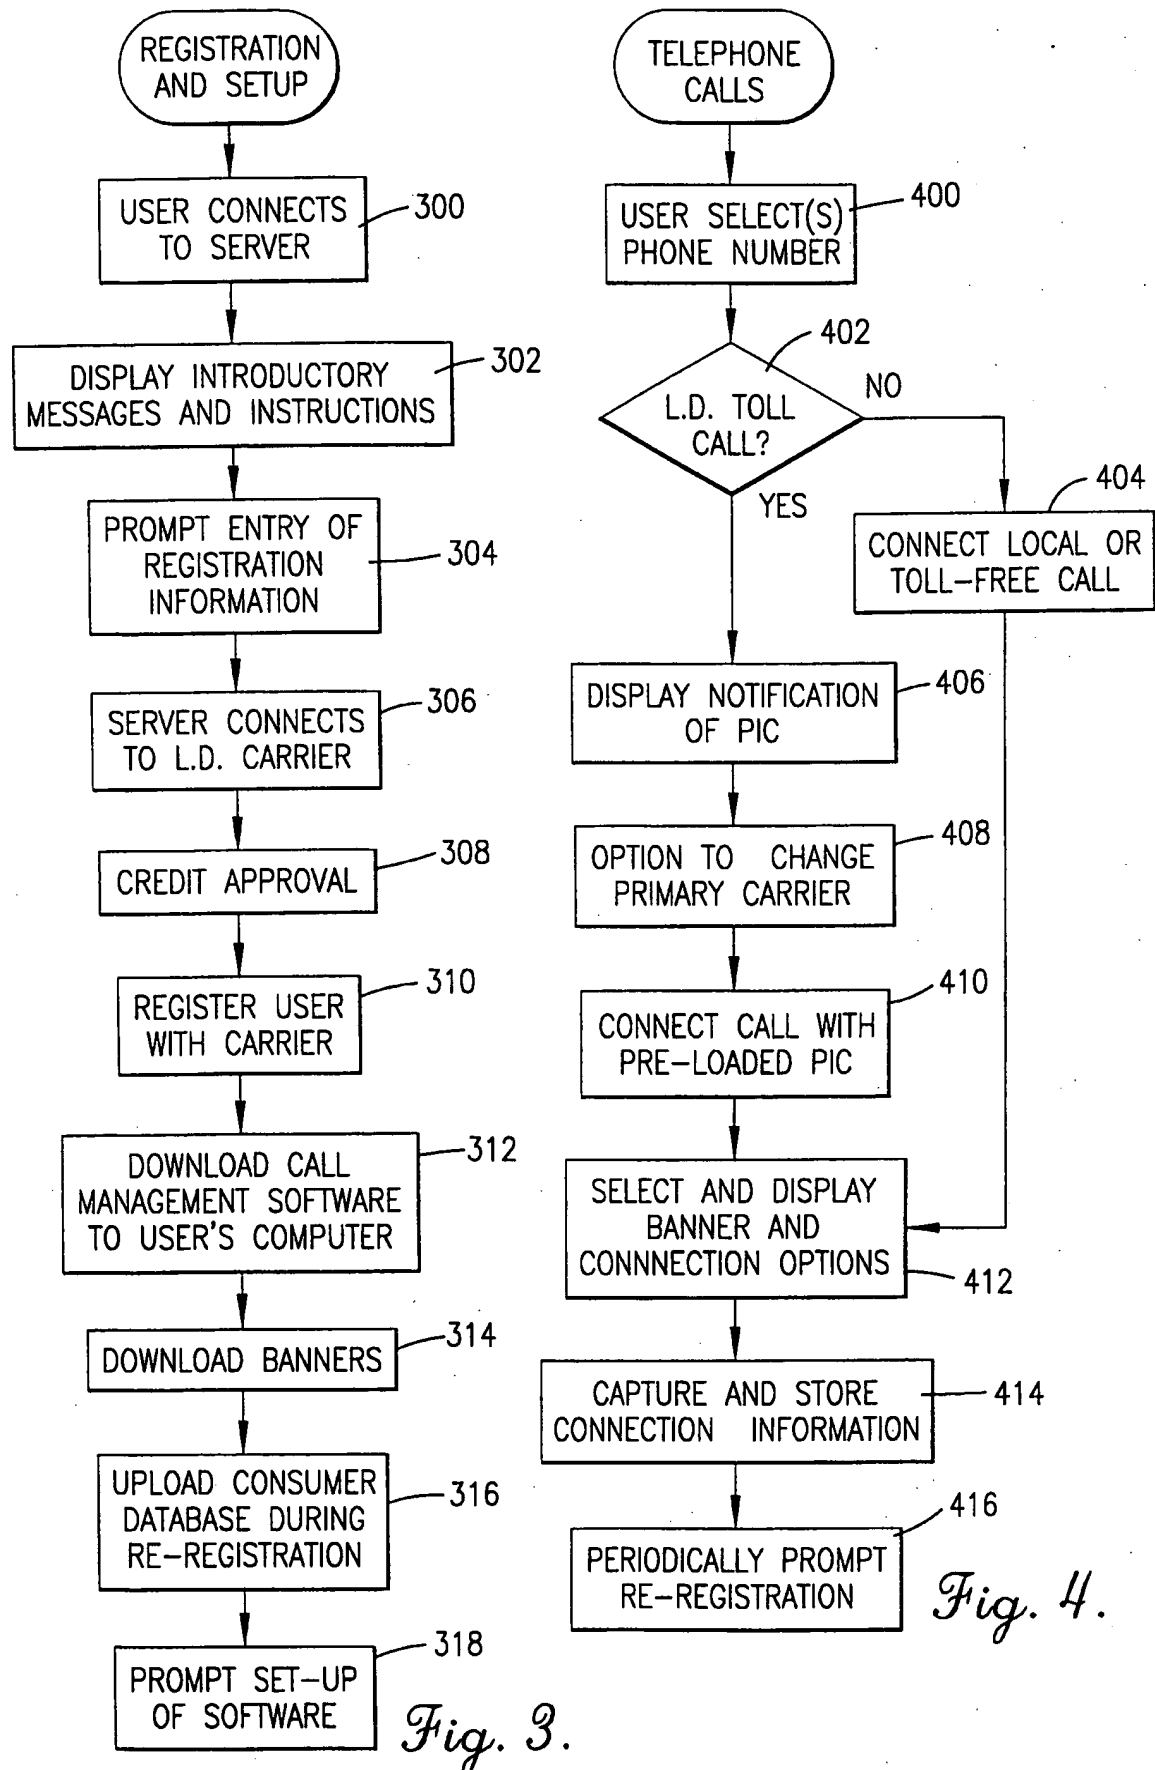 REGISTRATION
AND SETUP
USER CONNECTS
TO SERVER
300
DISPLAY INTRODUCTORY
MESSAGES AND INSTRUCTIONS
302
PROMPT ENTRY OF
REGISTRATION
INFORMATION
304
SERVER CONNECTS
TO L.D. CARRIER
306
CREDIT APPROVAL
308
REGISTER USER
WITH CARRIER
310
DOWNLOAD CALL
MANAGEMENT SOFTWARE
TO USER'S COMPUTER
312
DOWNLOAD BANNERS
314
UPLOAD CONSUMER
DATABASE DURING
RE-REGISTRATION
316
PROMPT SET-UP
OF SOFTWARE
318
Fig. 3.
TELEPHONE
CALLS
USER SELECT(S)
PHONE NUMBER
400
L.D. TOLL
CALL?
402
NO
YES
CONNECT LOCAL OR
TOLL-FREE CALL
404
DISPLAY NOTIFICATION
OF PIC
406
OPTION TO CHANGE
PRIMARY CARRIER
408
CONNECT CALL WITH
PRE-LOADED PIC
410
SELECT AND DISPLAY
BANNER AND
CONNNECTION OPTIONS
412
CAPTURE AND STORE
CONNECTION INFORMATION
414
PERIODICALLY PROMPT
RE-REGISTRATION
416
Fig. 4.